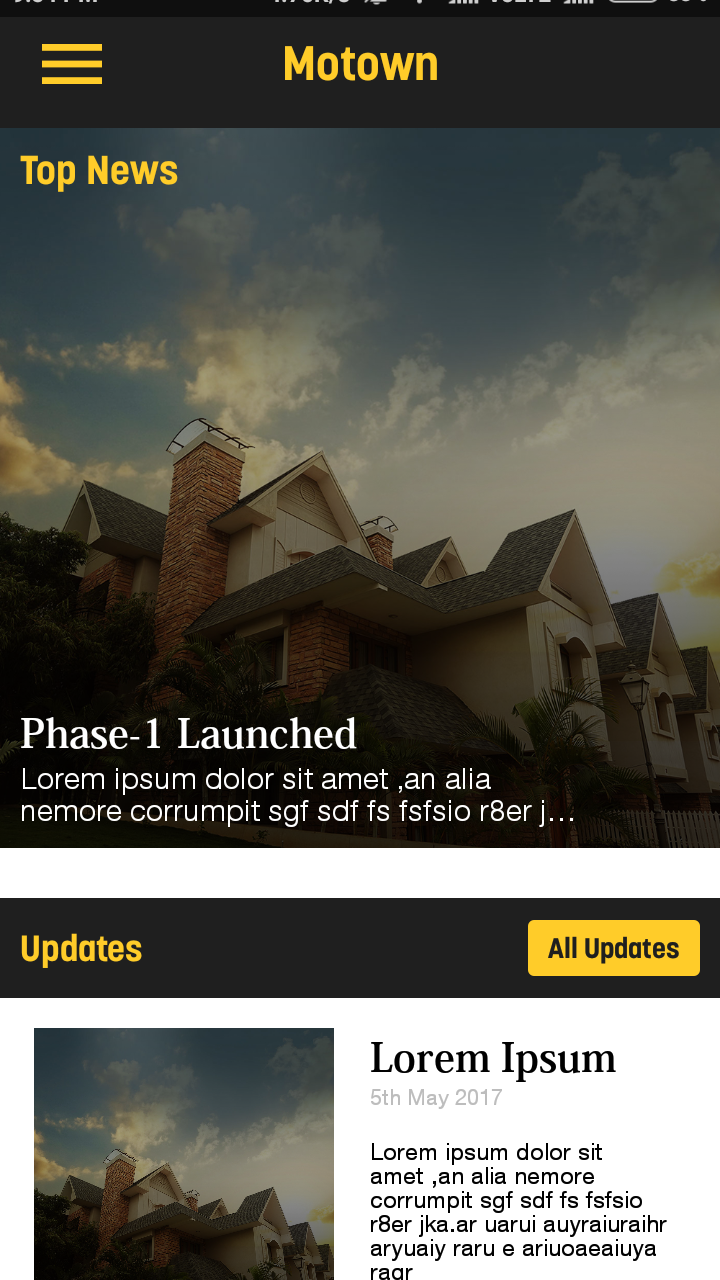 Motown
Top News
Phase-1 Launched
Lorem ipsum dolor sit amet ,an alia
nemore corrumpit sgf sdf fs fsfsio r8er j...
Updates
All Updates
Lorem Ipsum
5th May 2017
Lorem ipsum dolor sit
amet ,an alia nemore
corrumpit sgf sdf fs fsfsio
r8er jka.ar uarui auyraiuraihr
aryuaiy raru e ariuoaeaiuya
ragr